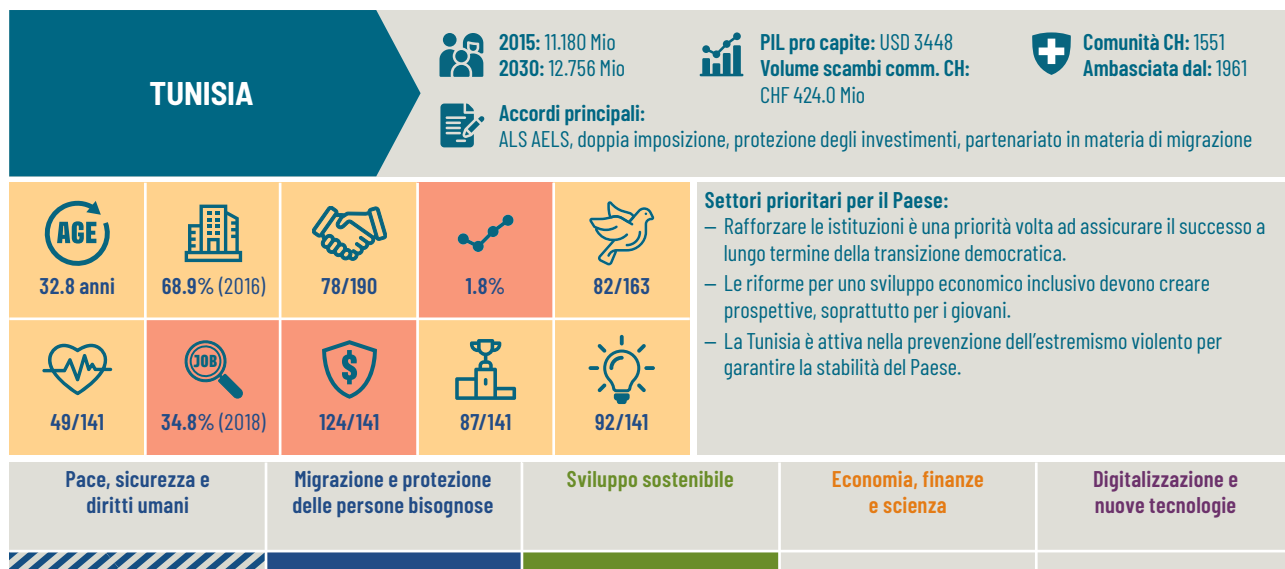 TUNISIA
2015: 11.180 Mio
2030: 12.756 Mio
PIL pro capite: USD 3448
Volume scambi comm. CH:
CHF 424.0 Mio
Comunità CH: 1551
Ambasciata dal: 1961
Accordi principali:
ALS AELS, doppia imposizione, protezione degli investimenti, partenariato in materia di migrazione
AGE
32.8 anni
68.9% (2016)
78/190
1.8%
82/163
JOB
$
49/141
34.8% (2018)
124/141
87/141
92/141
Settori prioritari per il Paese:
– Rafforzare le istituzioni è una priorità volta ad assicurare il successo a
lungo termine della transizione democratica.
– Le riforme per uno sviluppo economico inclusivo devono creare
prospettive, soprattutto per i giovani.
– La Tunisia è attiva nella prevenzione dell’estremismo violento per
garantire la stabilità del Paese.
Pace, sicurezza e
diritti umani
Migrazione e protezione
delle persone bisognose
Sviluppo sostenibile
Economia, finanze
e scienza
Digitalizzazione e
nuove tecnologie